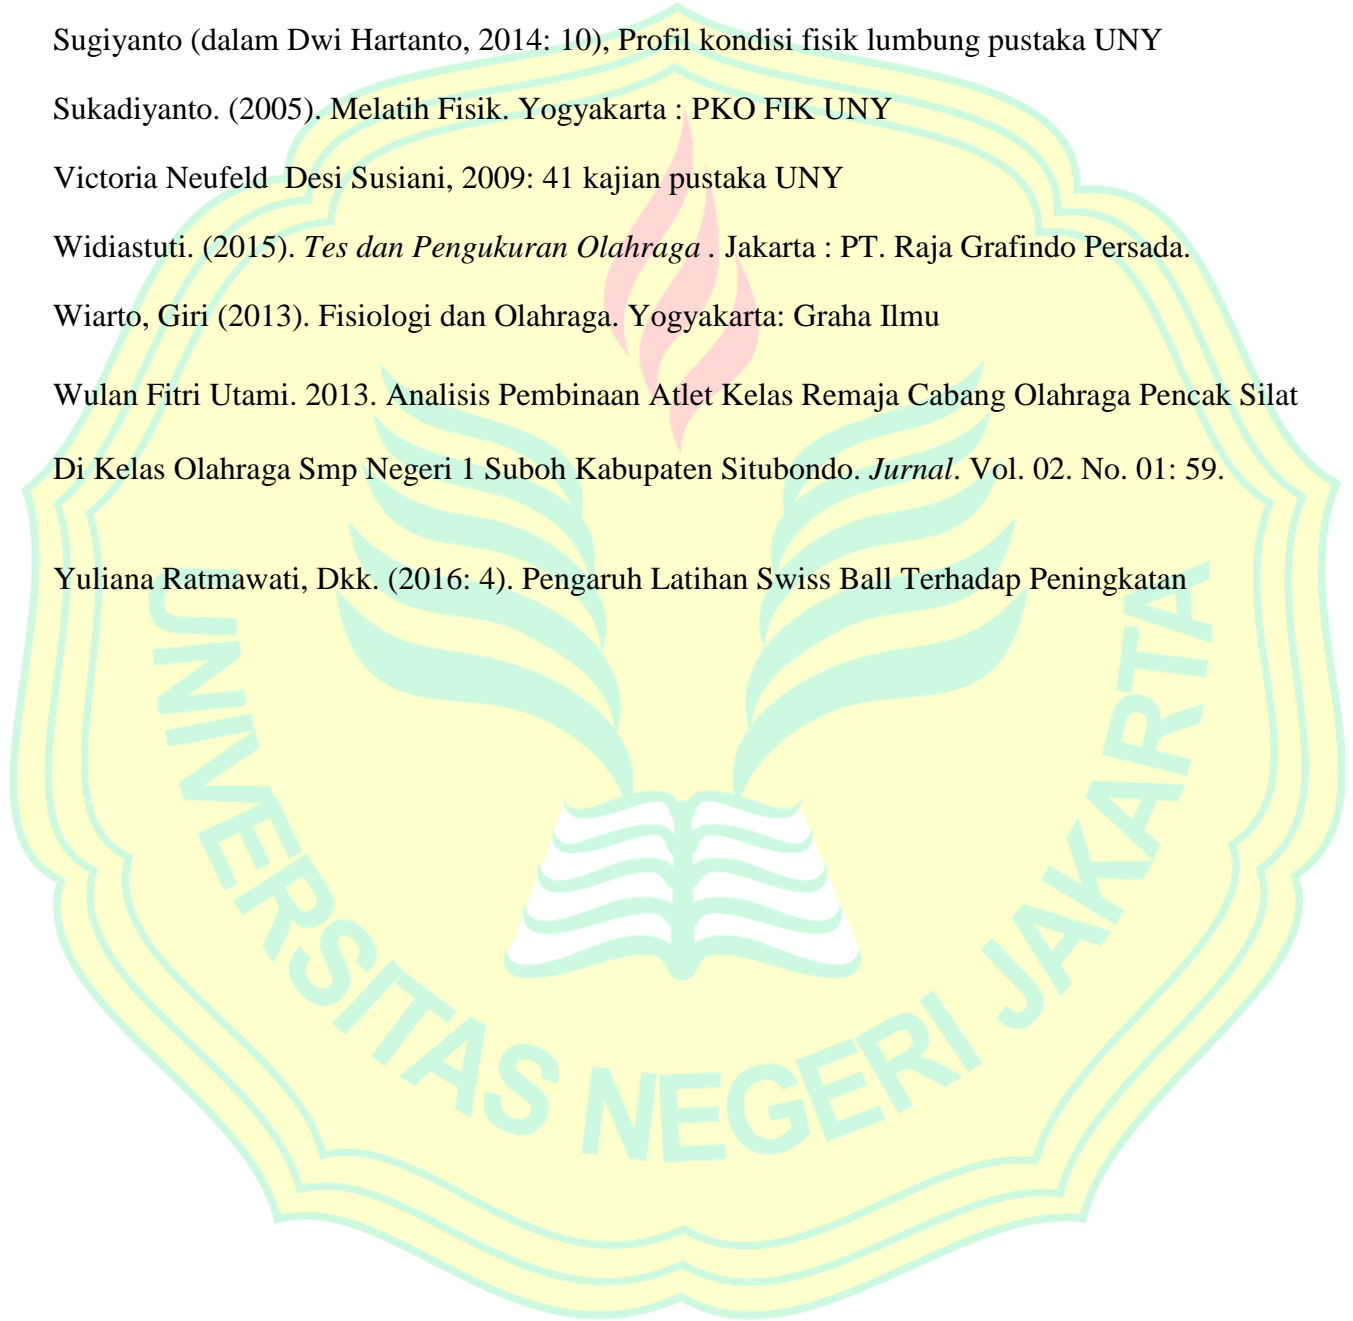 Sugiyanto (dalam Dwi Hartanto, 2014: 10), Profil kondisi fisik lumbung pustaka UNY
Sukadiyanto. (2005). Melatih Fisik. Yogyakarta : PKO FIK UNY
Victoria Neufeld  Desi Susiani, 2009: 41 kajian pustaka UNY
Widiastuti. (2015). Tes dan Pengukuran Olahraga . Jakarta : PT. Raja Grafindo Persada.
Wiarto, Giri (2013). Fisiologi dan Olahraga. Yogyakarta: Graha Ilmu
Wulan Fitri Utami. 2013. Analisis Pembinaan Atlet Kelas Remaja Cabang Olahraga Pencak Silat
Di Kelas Olahraga Smp Negeri 1 Suboh Kabupaten Situbondo. Jurnal. Vol. 02. No. 01: 59.
Yuliana Ratmawati, Dkk. (2016: 4). Pengaruh Latihan Swiss Ball Terhadap Peningkatan
UNIVERSITAS NEGERI JAKARTA